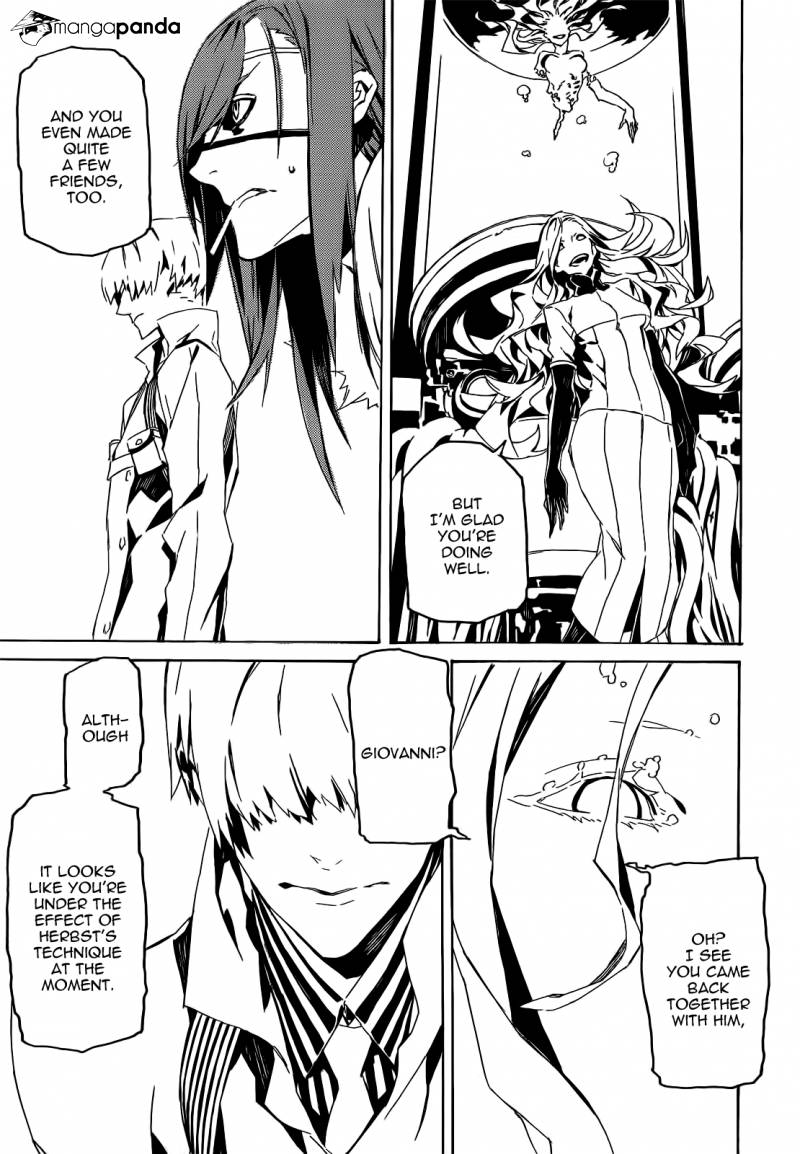 mangapanda
BUT
I'M GLAD
YOU'RE
DOING
WELL.
AND YOU
EVEN MADE
QUITE
A FEW
FRIENDS,
TOO.
OH?
I SEE
YOU CAME
BACK
TOGETHER
WITH HIM,
GIOVANNI?
ALTH-
OUGH
IT LOOKS
LIKE YOU'RE
UNDER THE
EFFECT OF
HERBST'S
TECHNIQUE
AT THE
MOMENT.